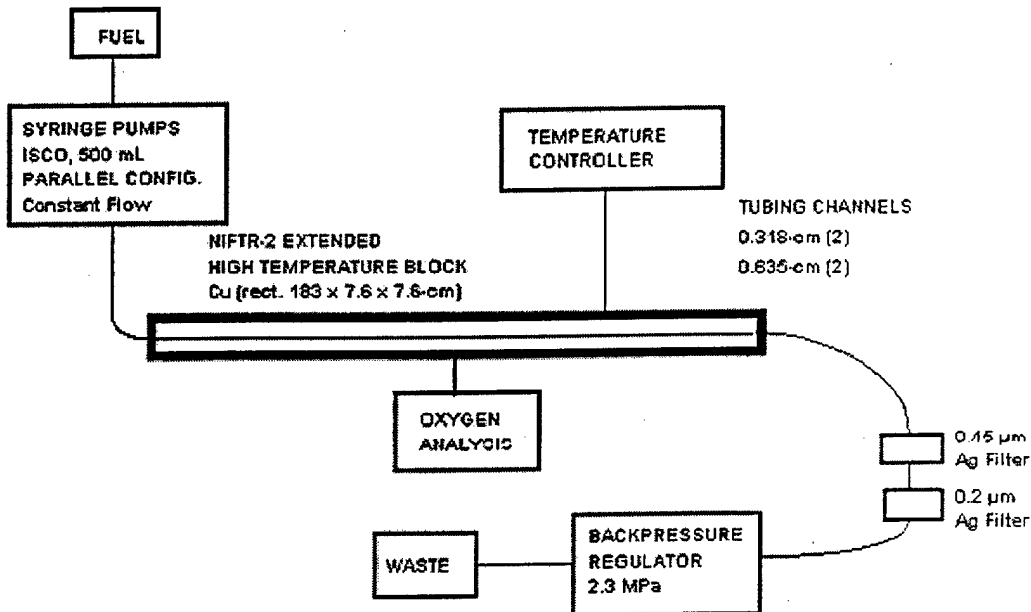 FUEL
SYRINGE PUMPS
ISCO, 500 mL
PARALLEL CONFIG.
Constant Flow
TEMPERATURE
CONTROLLER
TUBING CHANNELS
0.318-cm (2)
0.635-cm (2)
NIFTR-2 EXTENDED
HIGH TEMPERATURE BLOCK
Cu (rect. 183 x 7.6 x 7.6-cm)
OXYGEN
ANALYSIS
0.45 µm
Ag Filter
0.2 µm
Ag Filter
BACKPRESSURE
REGULATOR
2.3 MPa
WASTE